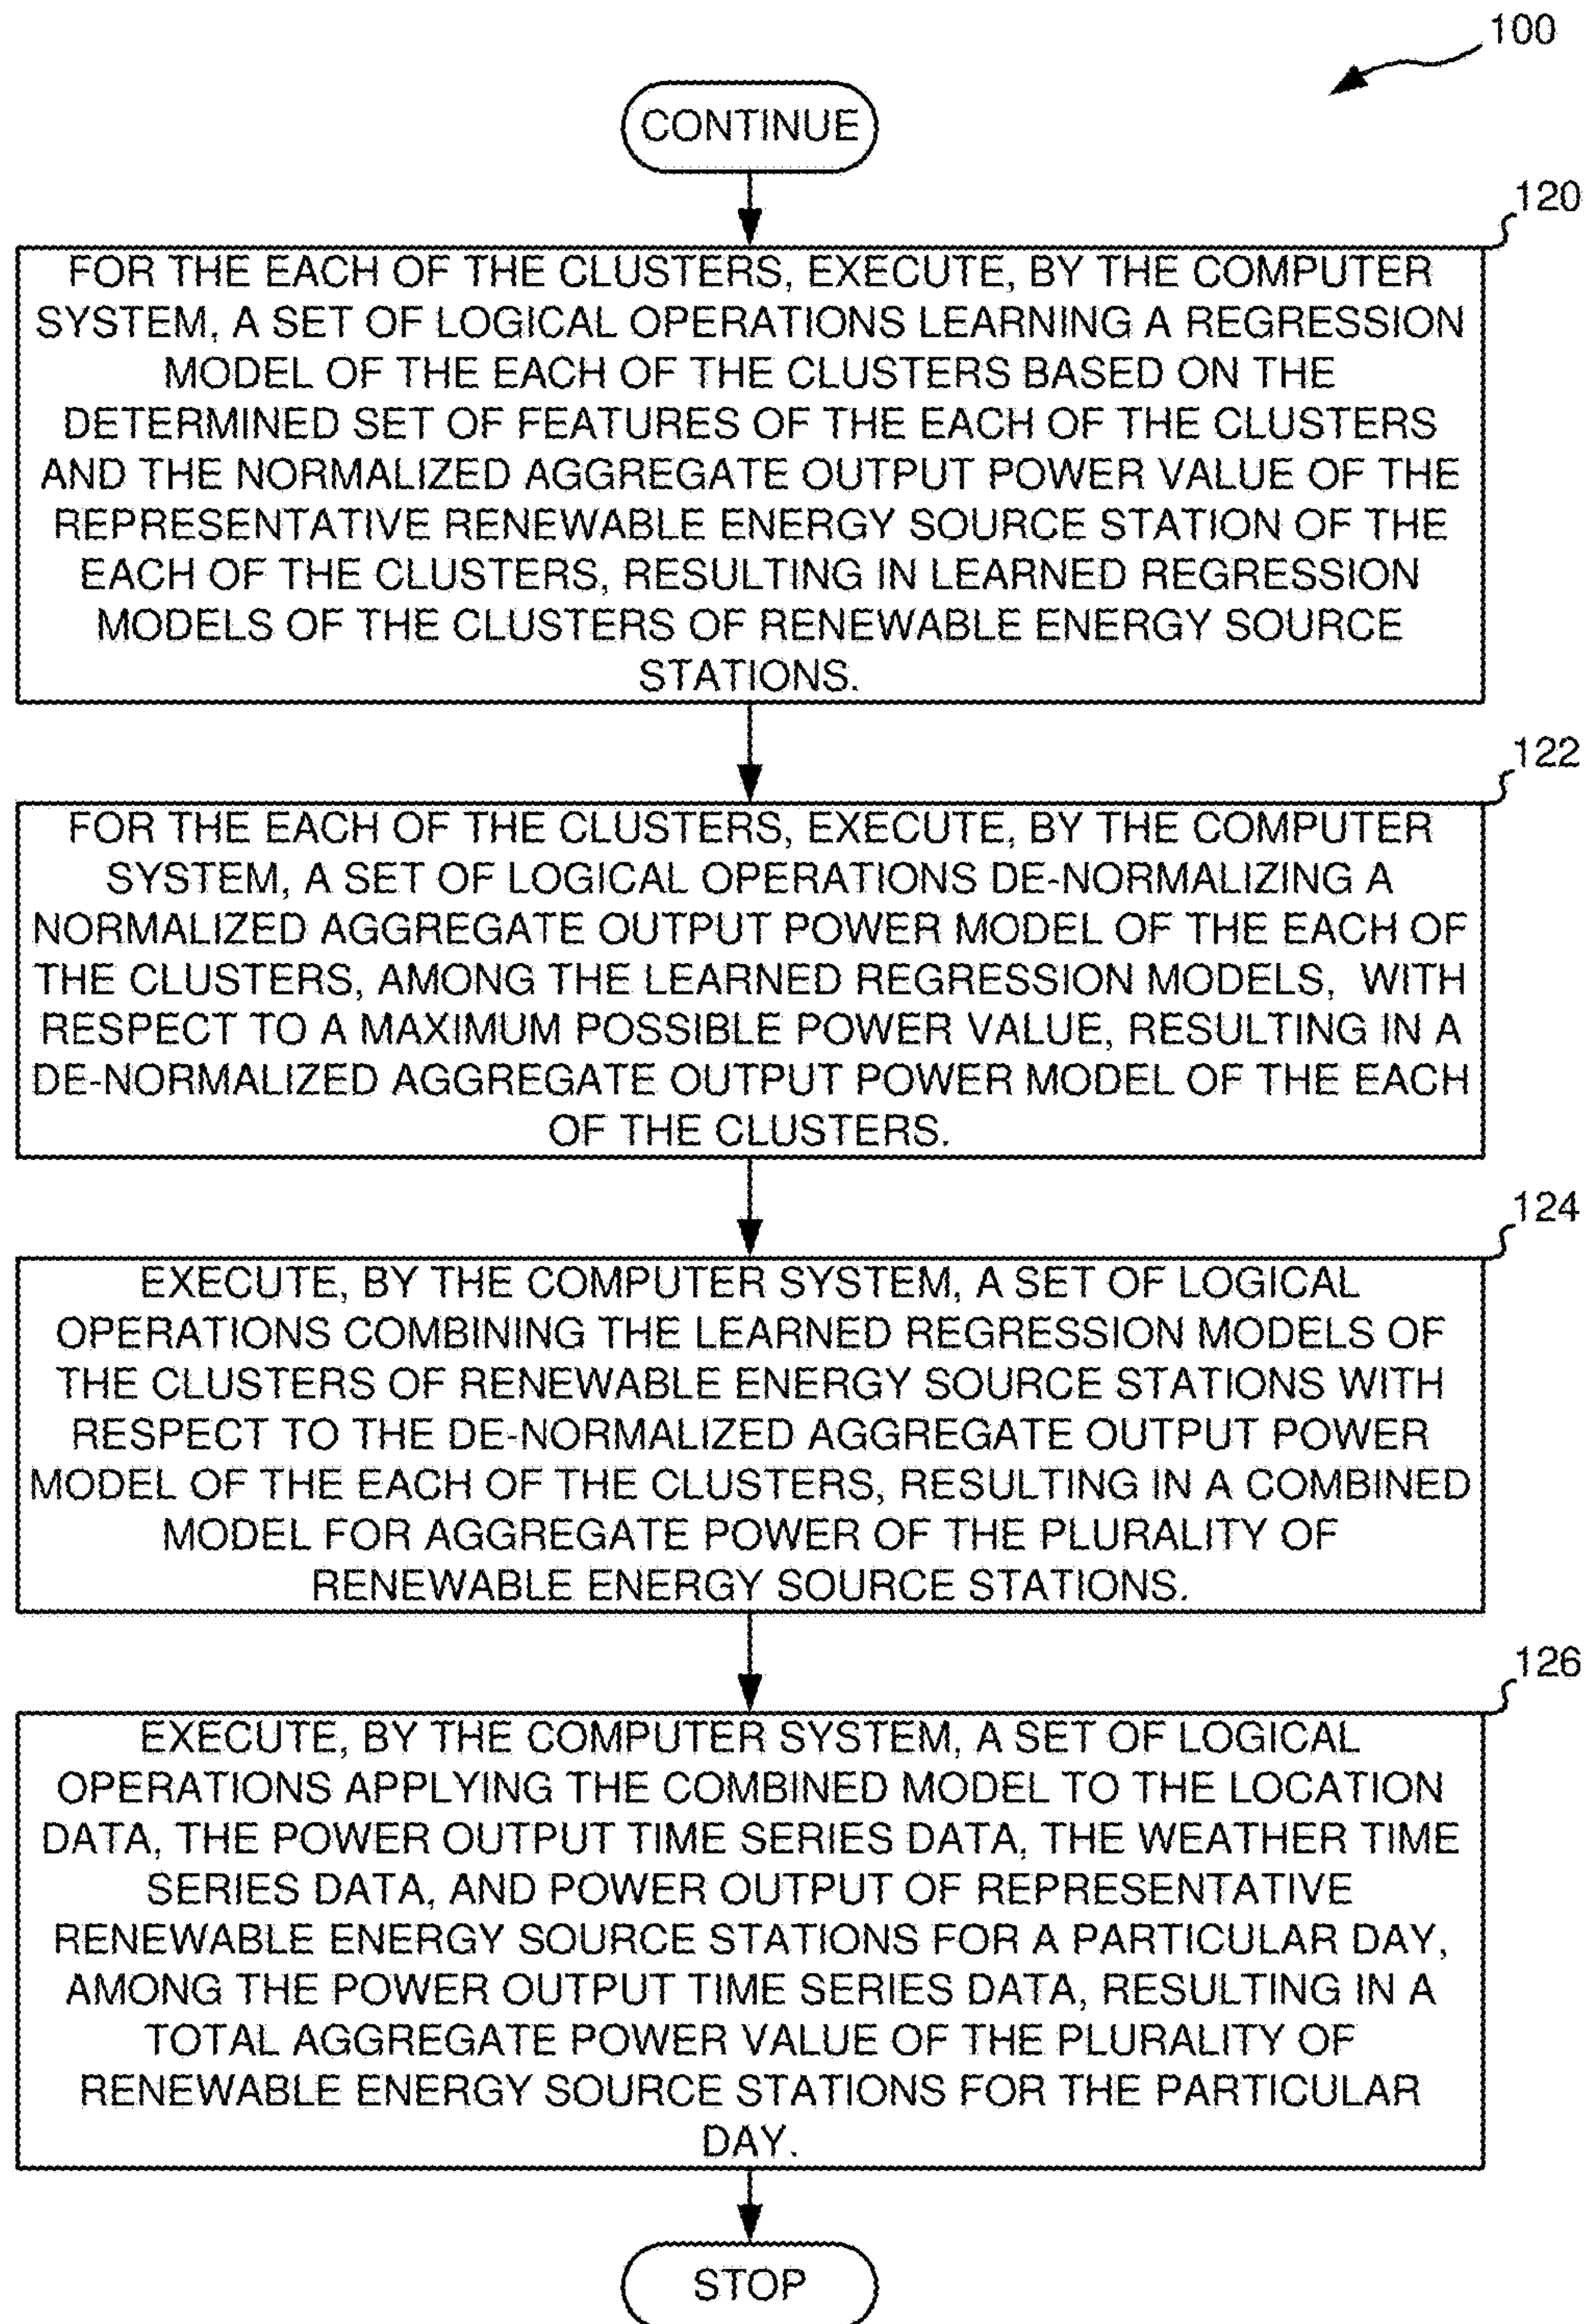 100
CONTINUE
120
FOR THE EACH OF THE CLUSTERS, EXECUTE, BY THE COMPUTER
SYSTEM, A SET OF LOGICAL OPERATIONS LEARNING A REGRESSION
MODEL OF THE EACH OF THE CLUSTERS BASED ON THE
DETERMINED SET OF FEATURES OF THE EACH OF THE CLUSTERS
AND THE NORMALIZED AGGREGATE OUTPUT POWER VALUE OF THE
REPRESENTATIVE RENEWABLE ENERGY SOURCE STATION OF THE
EACH OF THE CLUSTERS, RESULTING IN LEARNED REGRESSION
MODELS OF THE CLUSTERS OF RENEWABLE ENERGY SOURCE
STATIONS.
122
FOR THE EACH OF THE CLUSTERS, EXECUTE, BY THE COMPUTER
SYSTEM, A SET OF LOGICAL OPERATIONS DE-NORMALIZING A
NORMALIZED AGGREGATE OUTPUT POWER MODEL OF THE EACH OF
THE CLUSTERS, AMONG THE LEARNED REGRESSION MODELS, WITH
RESPECT TO A MAXIMUM POSSIBLE POWER VALUE, RESULTING IN A
DE-NORMALIZED AGGREGATE OUTPUT POWER MODEL OF THE EACH
OF THE CLUSTERS.
124
EXECUTE, BY THE COMPUTER SYSTEM, A SET OF LOGICAL
OPERATIONS COMBINING THE LEARNED REGRESSION MODELS OF
THE CLUSTERS OF RENEWABLE ENERGY SOURCE STATIONS WITH
RESPECT TO THE DE-NORMALIZED AGGREGATE OUTPUT POWER
MODEL OF THE EACH OF THE CLUSTERS, RESULTING IN A COMBINED
MODEL FOR AGGREGATE POWER OF THE PLURALITY OF
RENEWABLE ENERGY SOURCE STATIONS.
126
EXECUTE, BY THE COMPUTER SYSTEM, A SET OF LOGICAL
OPERATIONS APPLYING THE COMBINED MODEL TO THE LOCATION
DATA, THE POWER OUTPUT TIME SERIES DATA, THE WEATHER TIME
SERIES DATA, AND POWER OUTPUT OF REPRESENTATIVE
RENEWABLE ENERGY SOURCE STATIONS FOR A PARTICULAR DAY,
AMONG THE POWER OUTPUT TIME SERIES DATA, RESULTING IN A
TOTAL AGGREGATE POWER VALUE OF THE PLURALITY OF
RENEWABLE ENERGY SOURCE STATIONS FOR THE PARTICULAR
DAY.
STOP